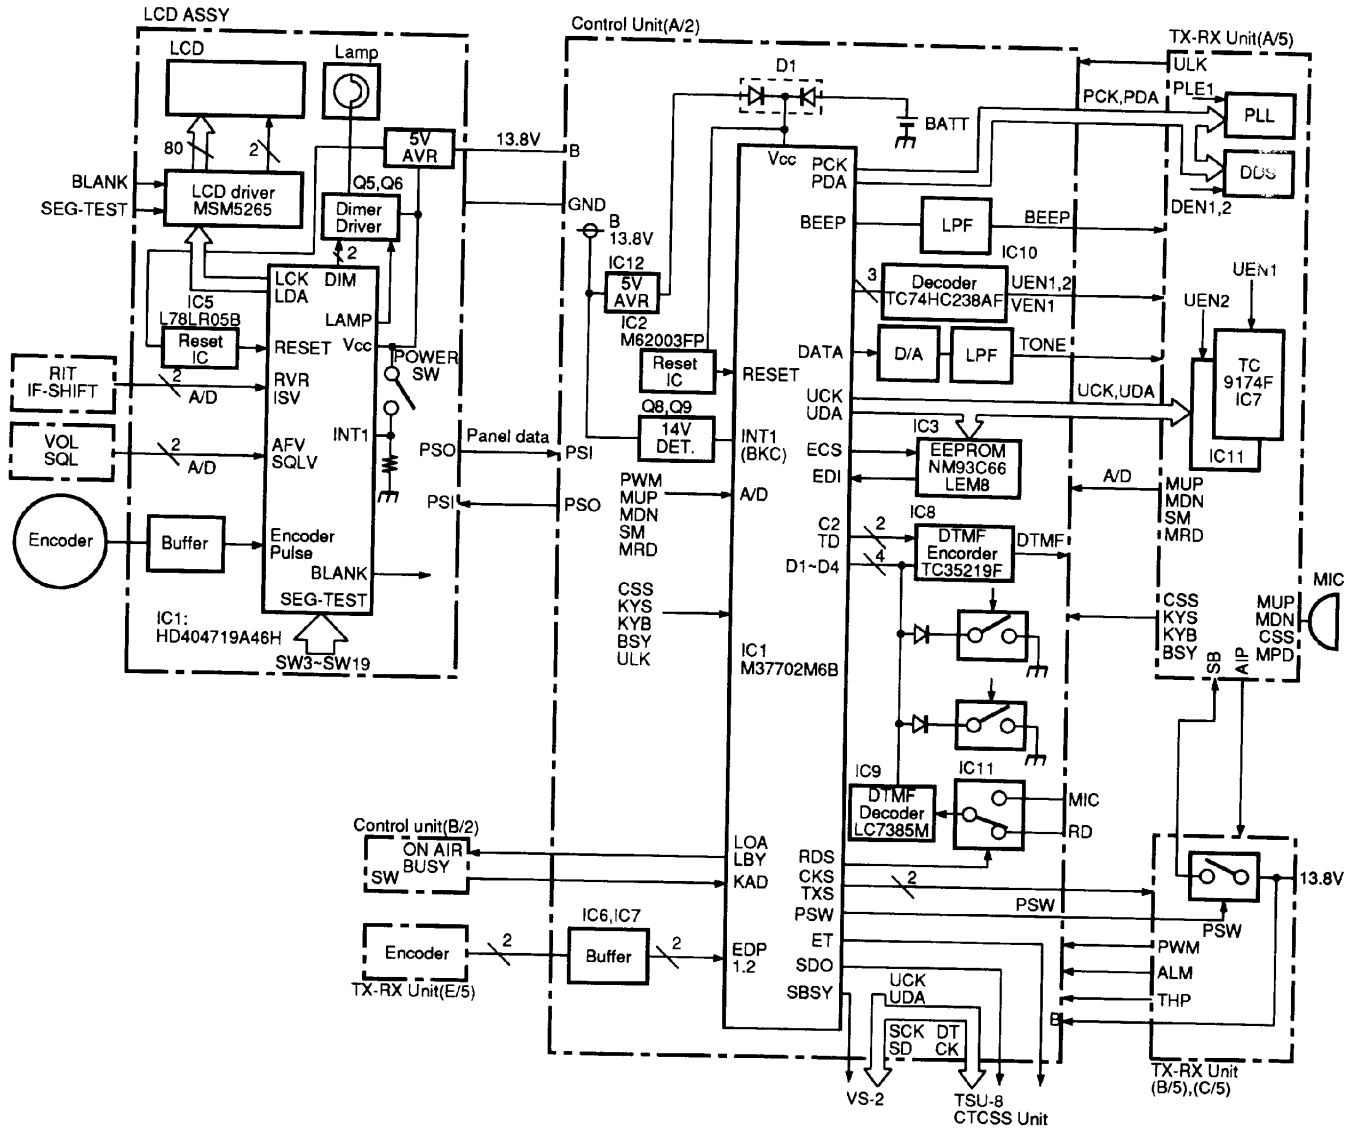 LCD ASSY
LCD
Lamp
80
2
5V
AVR
13.8V
B
BLANK
SEG-TEST
LCD driver
MSM5265
Q5,Q6
Dimer
Driver
2
GND
LCK
LDA
DIM
LAMP
Vcc
IC5
L78LR05B
Reset
IC
RESET
POWER
SW
RIT
IF-SHIFT
2
A/D
RVR
ISV
VOL
SQL
2
A/D
AFV
SQLV
INT1
PSO
Panel data
PSI
PSI
PSO
Encoder
Buffer
Encoder
Pulse
BLANK
SEG-TEST
IC1:
HD404719A46H
SW3~SW19
Control Unit(A/2)
D1
BATT
B
13.8V
IC12
5V
AVR
IC2
M62003FP
Reset
IC
Q8,Q9
14V
DET.
PWM
MUP
MDN
SM
MRD
CSS
KYS
KYB
BSY
ULK
Vcc
RESET
INT1
(BKC)
A/D
IC1
M37702M6B
LOA
LBY
KAD
EDP
1.2
PCK
PDA
BEEP
DATA
UCK
UDA
ECS
EDI
C2
TD
D1~D4
RDS
CKS
TXS
PSW
ET
SDO
SBSY
LPF
BEEP
IC10
3
Decoder
TC74HC238AF
UEN1,2
VEN1
D/A
LPF
TONE
UCK,UDA
IC3
EEPROM
NM93C66
LEM8
IC8
2
DTMF
Encorder
TC35219F
DTMF
4
IC9
DTMF
Decoder
LC7385M
IC11
MIC
RD
2
PSW
UCK
UDA
SCK
SD
DT
CK
VS-2
TSU-8
CTCSS Unit
Control unit(B/2)
ON AIR
BUSY
SW
Encoder
TX-RX Unit(E/5)
2
IC6,IC7
Buffer
2
TX-RX Unit(A/5)
ULK
PCK,PDA
PLE1
PLL
DDS
DEN1,2
UEN1
UEN2
TC
9174F
IC7
IC11
A/D
MUP
MDN
SM
MRD
CSS
KYS
KYB
BSY
SB
AIP
MUP
MDN
CSS
MPD
MIC
13.8V
PSW
PWM
ALM
THP
B
TX-RX Unit
(B/5),(C/5)